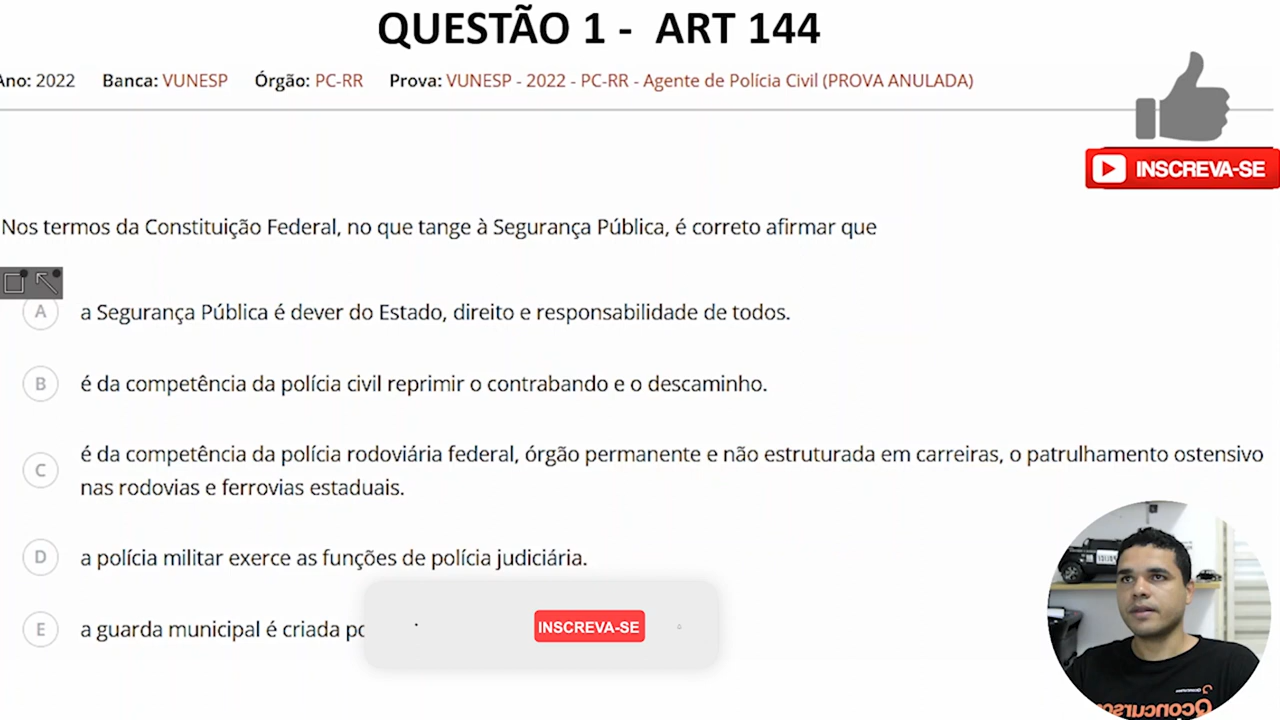 QUESTÃO 1 - ART 144
Ano: 2022 Banca: VUNESP Órgão: PC-RR Prova: VUNESP - 2022 - PC-RR - Agente de Polícia Civil (PROVA ANULADA)
INSCREVA-SE
Nos termos da Constituição Federal, no que tange à Segurança Pública, é correto afirmar que
A a Segurança Pública é dever do Estado, direito e responsabilidade de todos.
B é da competência da polícia civil reprimir o contrabando e o descaminho.
C é da competência da polícia rodoviária federal, órgão permanente e não estruturada em carreiras, o patrulhamento ostensivo
nas rodovias e ferrovias estaduais.
D a polícia militar exerce as funções de polícia judiciária.
E a guarda municipal é criada
INSCREVA-SE
Qconcursos